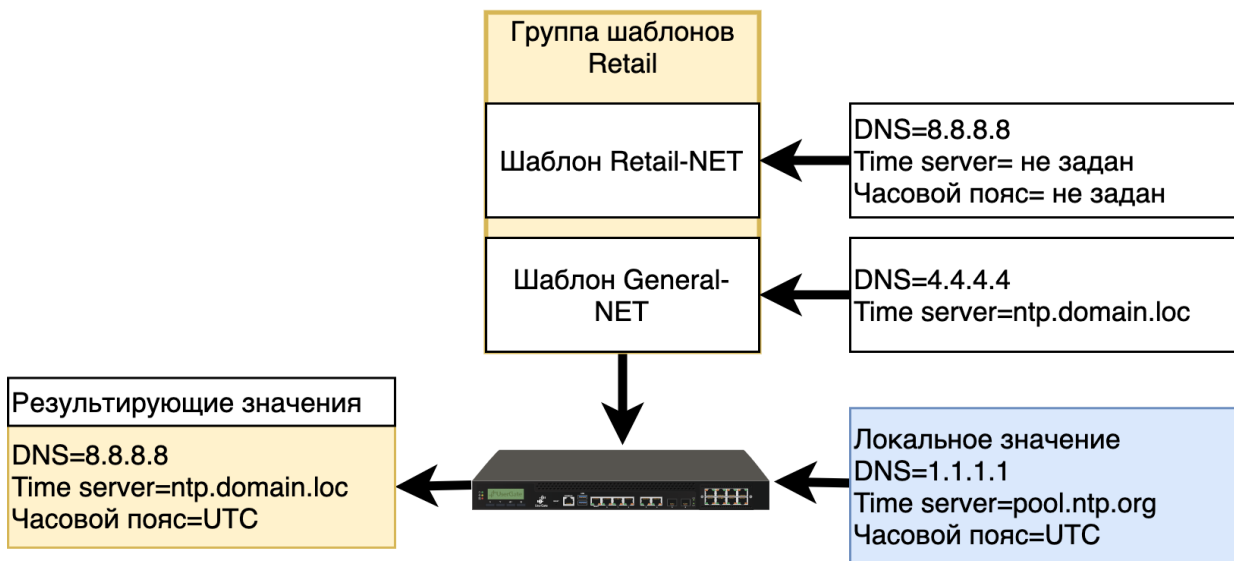 Группа шаблонов
Retail
Шаблон Retail-NET
DNS=8.8.8.8
Time server= не задан
Часовой пояс= не задан
Шаблон General-
NET
DNS=4.4.4.4
Time server=ntp.domain.loc
Результирующие значения
DNS=8.8.8.8
Time server=ntp.domain.loc
Часовой пояс=UTC
Локальное значение
DNS=1.1.1.1
Time server=pool.ntp.org
Часовой пояс=UTC